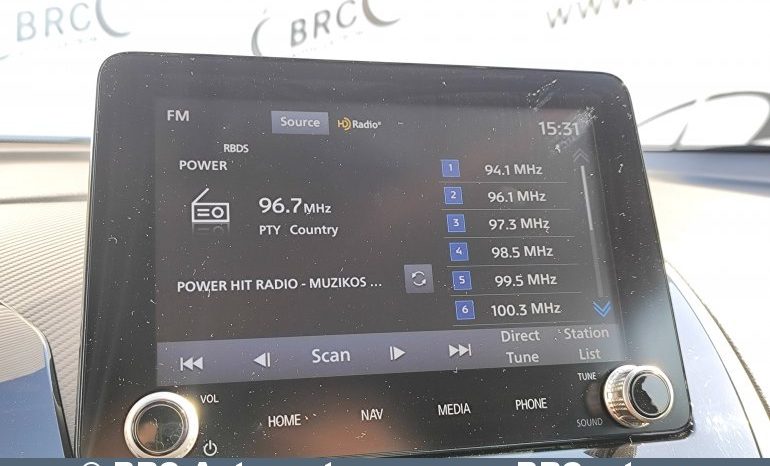 BRC
BRC
FM
Source
HD Radio
15:31
RBDS
POWER
96.7 MHz
PTY Country
POWER HIT RADIO - MUZIKOS ...
1 94.1 MHz
2 96.1 MHz
3 97.3 MHz
4 98.5 MHz
5 99.5 MHz
6 100.3 MHz
Scan
Direct Tune
Station List
VOL
HOME
NAV
MEDIA
PHONE
TUNE
SOUND